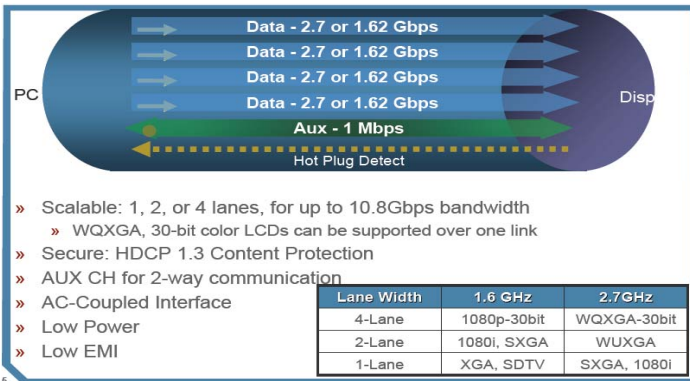 Data - 2.7 or 1.62 Gbps
Data - 2.7 or 1.62 Gbps
Data - 2.7 or 1.62 Gbps
Data - 2.7 or 1.62 Gbps
PC
Disp
Aux - 1 Mbps
Hot Plug Detect
» Scalable: 1, 2, or 4 lanes, for up to 10.8Gbps bandwidth
» WQXGA, 30-bit color LCDs can be supported over one link
» Secure: HDCP 1.3 Content Protection
» AUX CH for 2-way communication
» AC-Coupled Interface
» Low Power
» Low EMI
Lane Width 1.6 GHz 2.7GHz
4-Lane 1080p-30bit WQXGA-30bit
2-Lane 1080i, SXGA WUXGA
1-Lane XGA, SDTV SXGA, 1080i